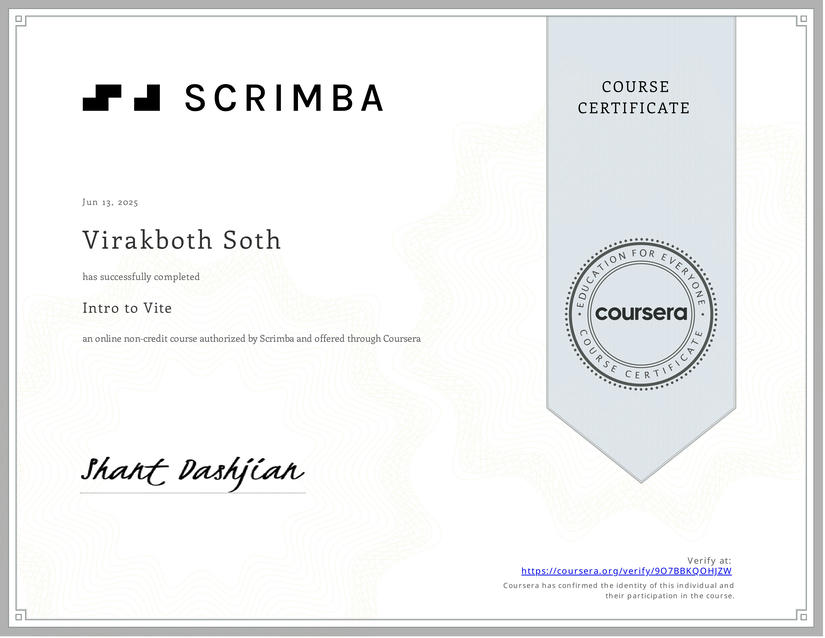 SCRIMBA
COURSE
CERTIFICATE
Jun 13, 2025
Virakboth Soth
has successfully completed
Intro to Vite
an online non-credit course authorized by Scrimba and offered through Coursera
EDUCATION FOR EVERYONE
coursera
COURSE CERTIFICATE
Shant Dashjian
Verify at:
https://coursera.org/verify/9O7BBKQOHJZW
Coursera has confirmed the identity of this individual and
their participation in the course.